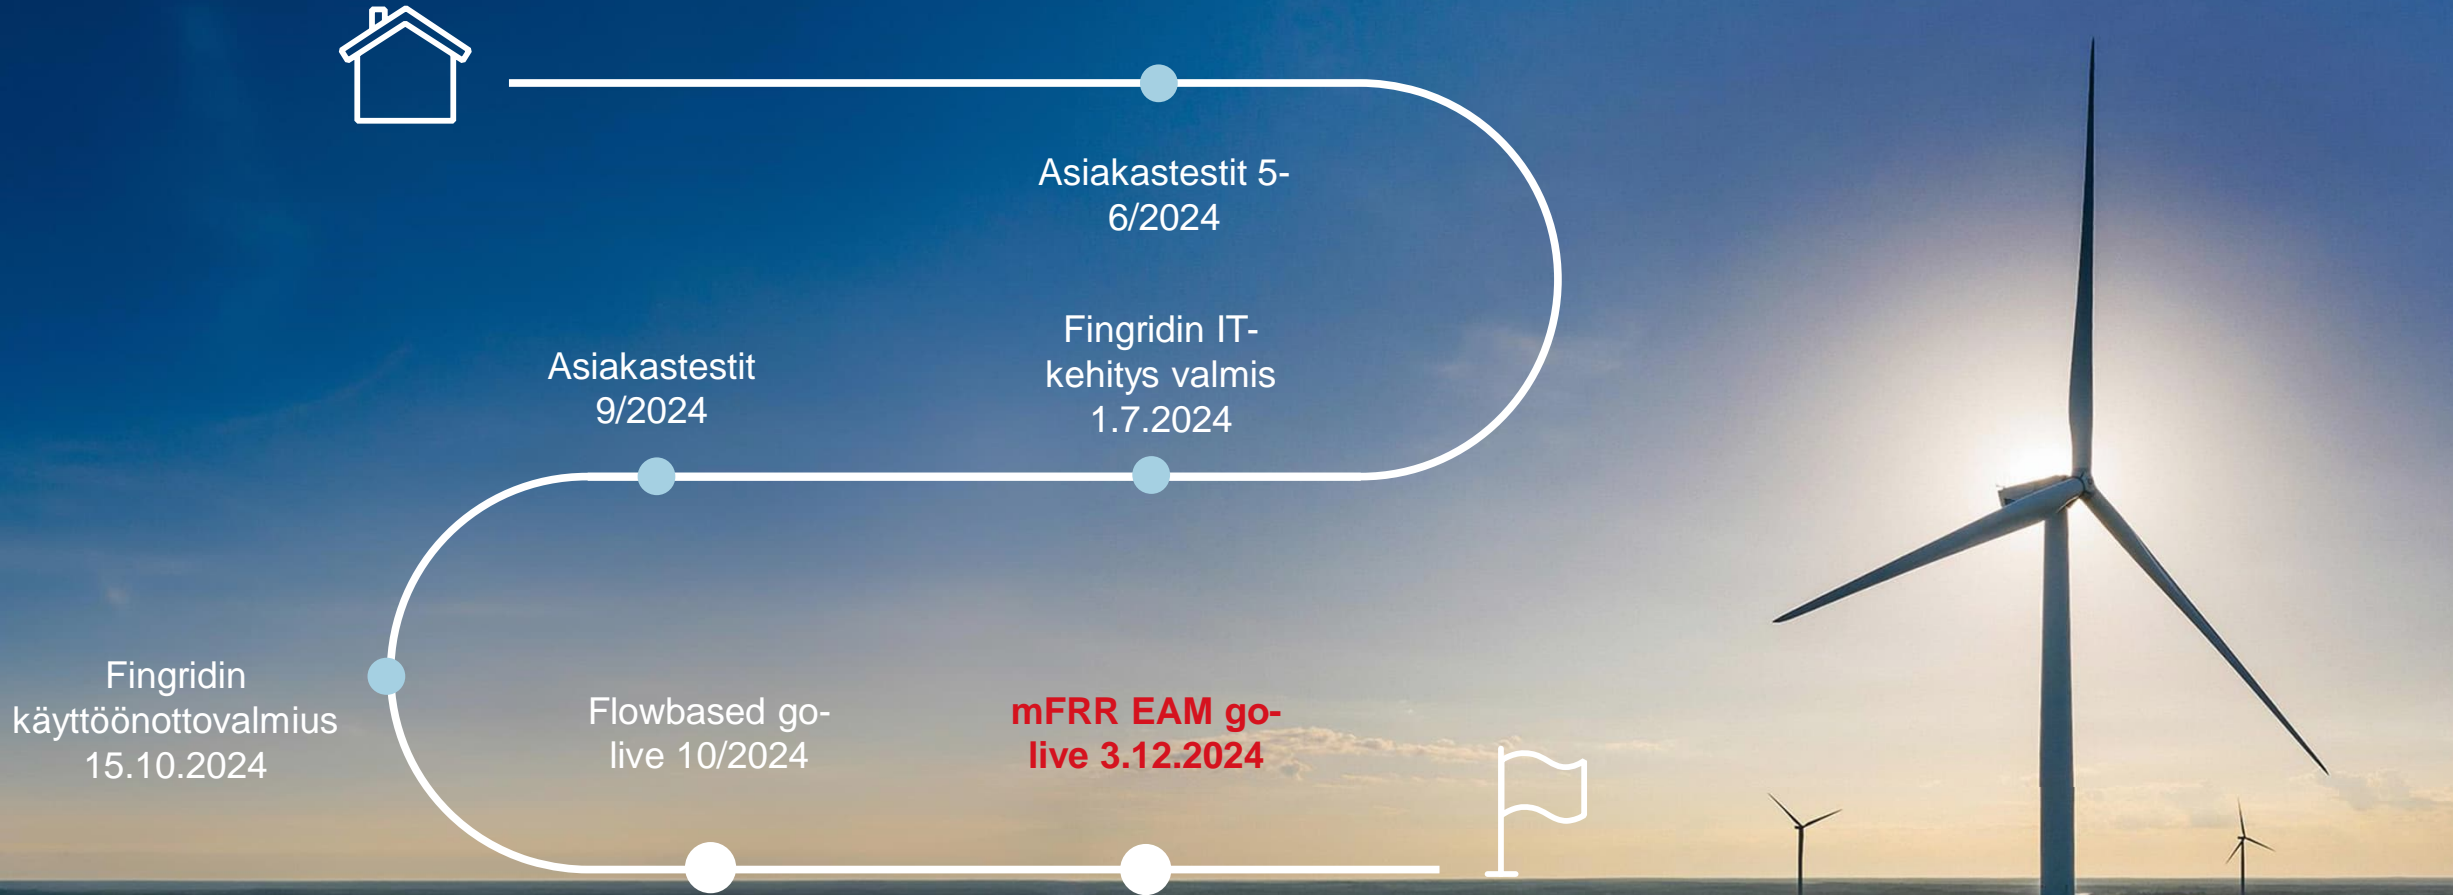 Asiakastestit 5-
6/2024
Fingridin IT-
kehitys valmis
1.7.2024
Asiakastestit
9/2024
Fingridin
käyttöönottovalmius
15.10.2024
Flowbased go-
live 10/2024
mFRR EAM go-
live 3.12.2024